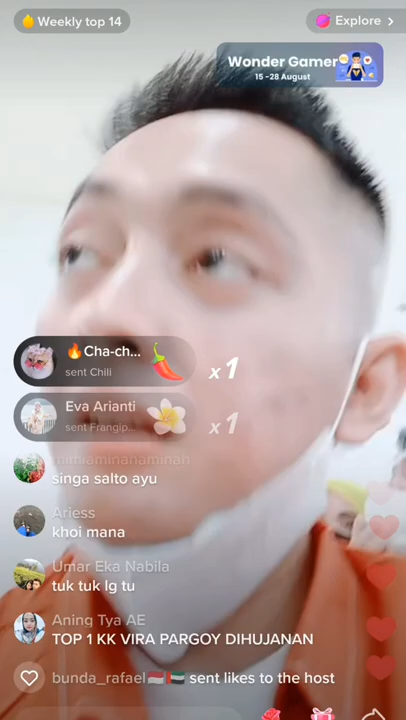 Weekly top 14
Explore >
Wonder Gamer
15 -28 August
🔥Cha-ch...
sent Chili
x1
Eva Arianti
sent Frangip...
x1
singa salto ayu
Ariess
khoi mana
Umar Eka Nabila
tuk tuk lg tu
Aning Tya AE
TOP 1 KK VIRA PARGOY DIHUJANAN
bunda_rafael🇮🇩🇦🇪 sent likes to the host